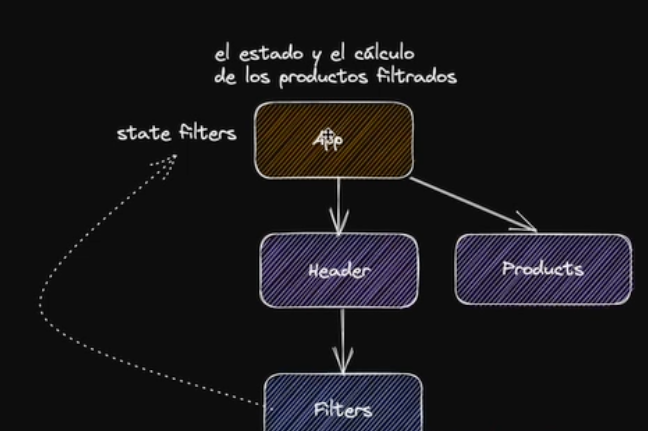 el estado y el cálculo
de los productos filtrados
state filters
App
Header
Products
Filters